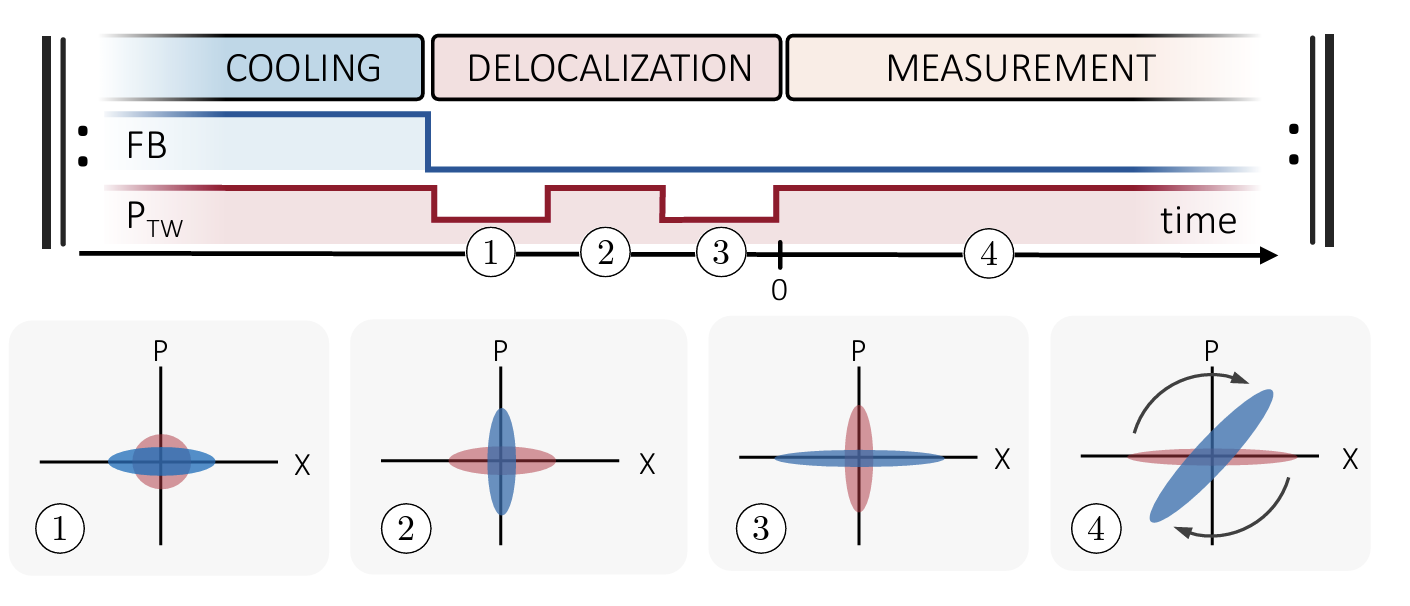 COOLING DELOCALIZATION MEASUREMENT
FB
P_TW time
① ② ③ ④
0
P P P P
X X X X
① ② ③ ④